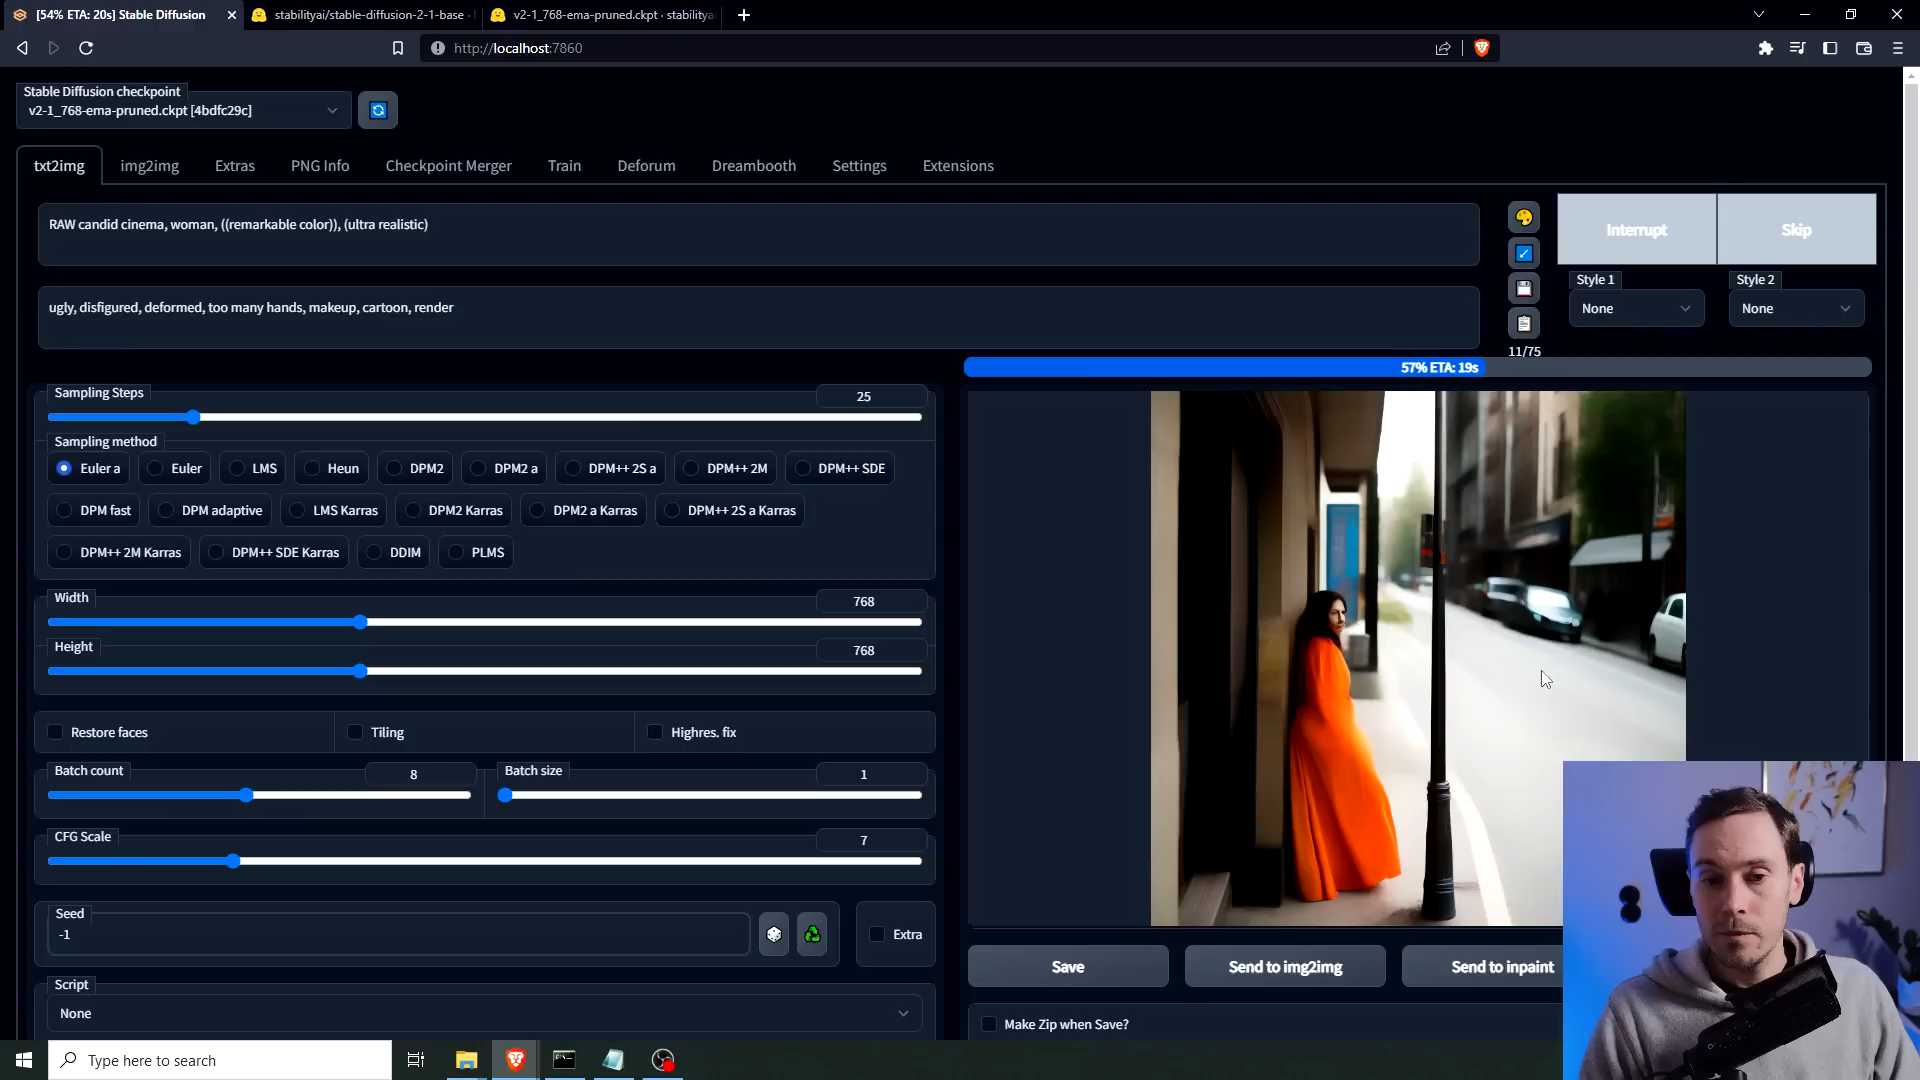 [54% ETA: 20s] Stable Diffusion
stabilityai/stable-diffusion-2-1-base ·
v2-1_768-ema-pruned.ckpt · stabilitya
http://localhost:7860
Stable Diffusion checkpoint
v2-1_768-ema-pruned.ckpt [4bdfc29c]
txt2img
img2img
Extras
PNG Info
Checkpoint Merger
Train
Deforum
Dreambooth
Settings
Extensions
RAW candid cinema, woman, ((remarkable color)), (ultra realistic)
Interrupt
Skip
Style 1
Style 2
None
None
ugly, disfigured, deformed, too many hands, makeup, cartoon, render
11/75
57% ETA: 19s
Sampling Steps
25
Sampling method
Euler a
Euler
LMS
Heun
DPM2
DPM2 a
DPM++ 2S a
DPM++ 2M
DPM++ SDE
DPM fast
DPM adaptive
LMS Karras
DPM2 Karras
DPM2 a Karras
DPM++ 2S a Karras
DPM++ 2M Karras
DPM++ SDE Karras
DDIM
PLMS
Width
768
Height
768
Restore faces
Tiling
Highres. fix
Batch count
8
Batch size
1
CFG Scale
7
Seed
-1
Extra
Script
None
Save
Send to img2img
Send to inpaint
Make Zip when Save?
Type here to search